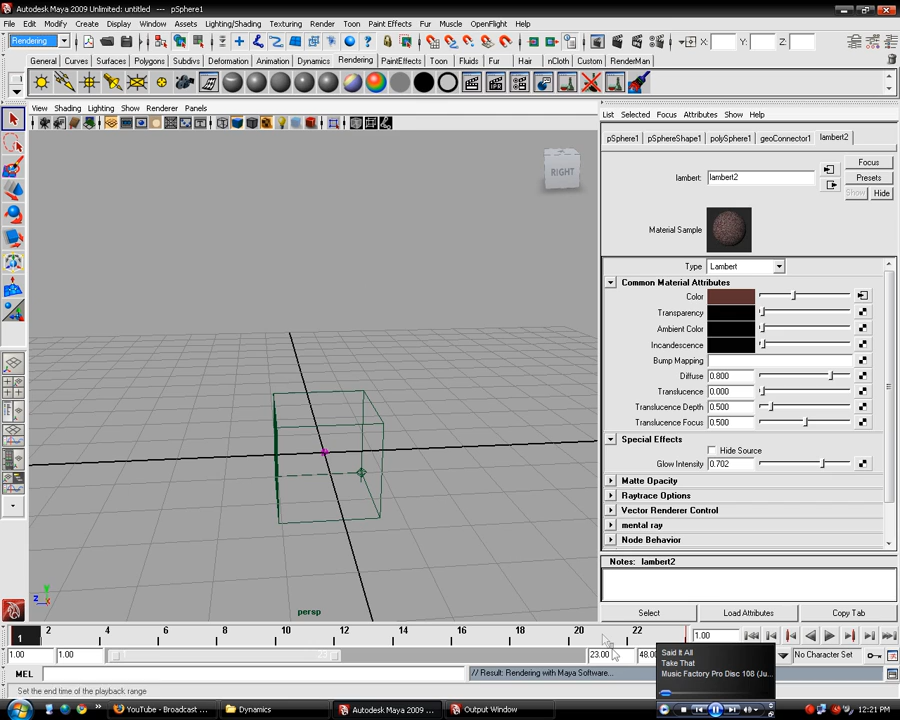 Autodesk Maya 2009 Unlimited: untitled --- pSphere1
File Edit Modify Create Display Window Assets Lighting/Shading Texturing Render Toon Paint Effects Fur Muscle OpenFlight Help
Rendering X: Y: Z:
General Curves Surfaces Polygons Subdivs Deformation Animation Dynamics Rendering PaintEffects Toon Fluids Fur Hair nCloth Custom RenderMan
View Shading Lighting Show Renderer Panels
RIGHT
persp
List Selected Focus Attributes Show Help
pSphere1 pSphereShape1 polySphere1 geoConnector1 lambert2
Focus
lambert: lambert2
Presets
Show Hide
Material Sample
Type Lambert
Common Material Attributes
Color
Transparency
Ambient Color
Incandescence
Bump Mapping
Diffuse 0.800
Translucence 0.000
Translucence Depth 0.500
Translucence Focus 0.500
Special Effects
Hide Source
Glow Intensity 0.702
Matte Opacity
Raytrace Options
Vector Renderer Control
mental ray
Node Behavior
Notes: lambert2
Select Load Attributes Copy Tab
1 2 4 6 8 10 12 14 16 18 20 22 1.00
1.00 1.00 23 23.00 48.00 No Character Set
Said It All
Take That
Music Factory Pro Disc 108 (Ju...
MEL // Result: Rendering with Maya Software...
Set the end time of the playback range
YouTube - Broadcast ... Dynamics Autodesk Maya 2009 ... Output Window 12:21 PM